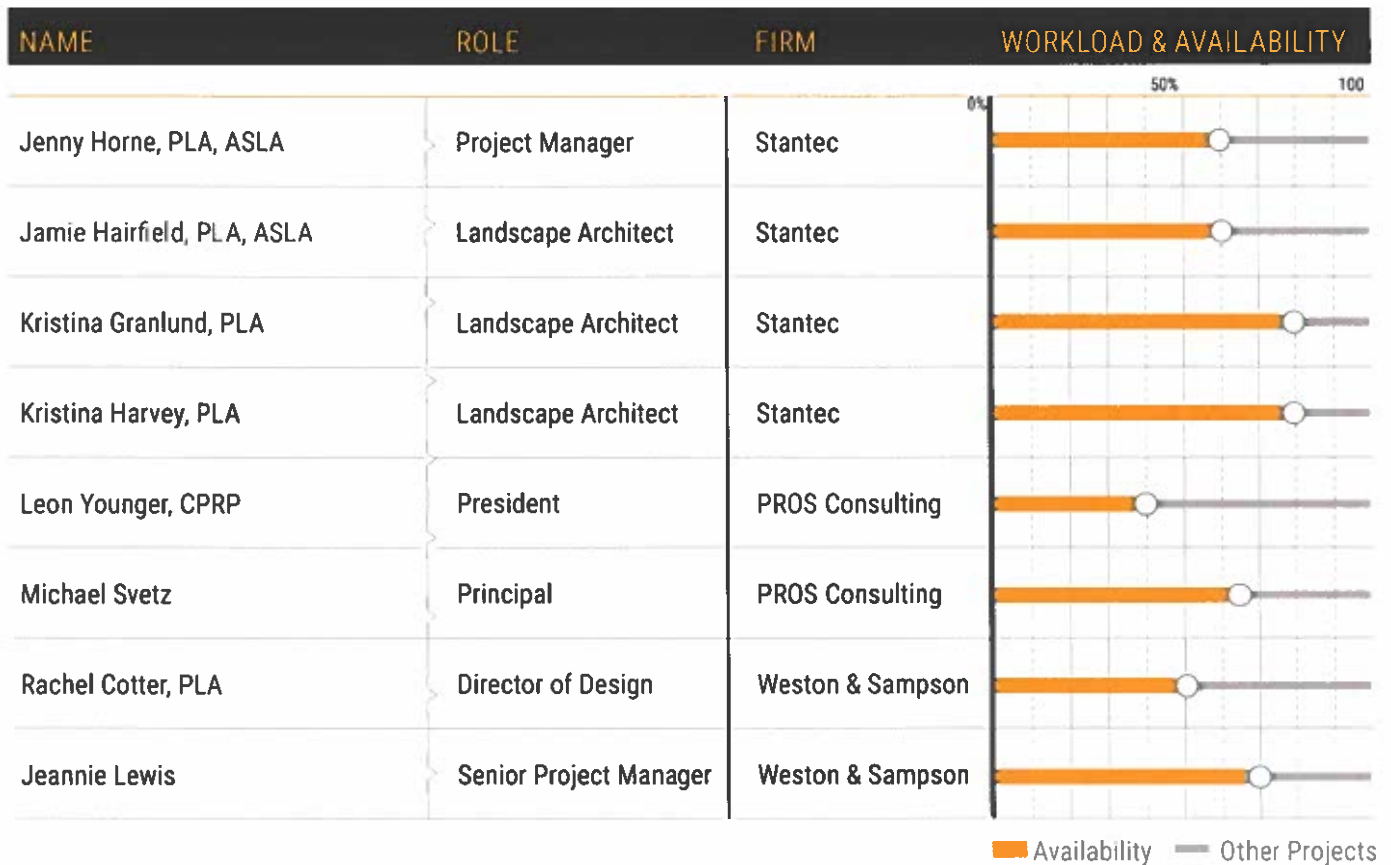 NAME ROLE FIRM WORKLOAD & AVAILABILITY
0% 50% 100
Jenny Horne, PLA, ASLA Project Manager Stantec
Jamie Hairfield, PLA, ASLA Landscape Architect Stantec
Kristina Granlund, PLA Landscape Architect Stantec
Kristina Harvey, PLA Landscape Architect Stantec
Leon Younger, CPRP President PROS Consulting
Michael Svetz Principal PROS Consulting
Rachel Cotter, PLA Director of Design Weston & Sampson
Jeannie Lewis Senior Project Manager Weston & Sampson
Availability Other Projects